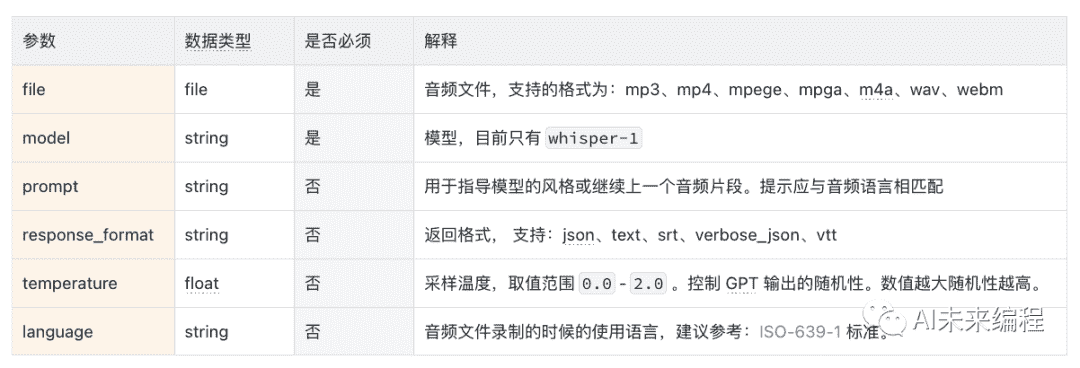 参数 数据类型 是否必须 解释
file file 是 音频文件，支持的格式为：mp3、mp4、mpege、mpga、m4a、wav、webm
model string 是 模型，目前只有 whisper-1
prompt string 否 用于指导模型的风格或继续上一个音频片段。提示应与音频语言相匹配
response_format string 否 返回格式， 支持：json、text、srt、verbose_json、vtt
temperature float 否 采样温度，取值范围 0.0 - 2.0 。控制 GPT 输出的随机性。数值越大随机性越高。
language string 否 音频文件录制的时候的使用语言，建议参考：ISO-639-1 标准。
AI未来编程